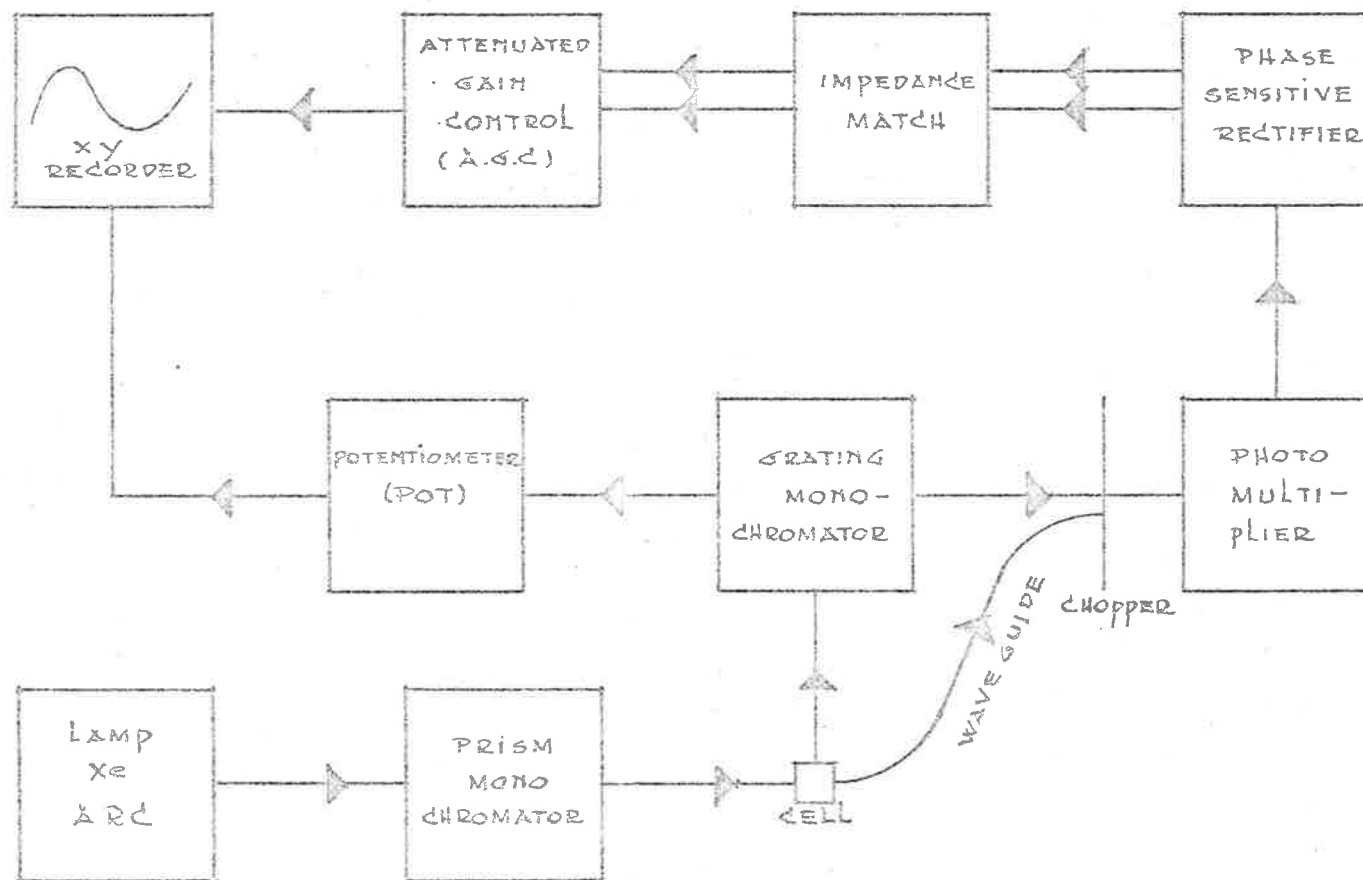 xy
RECORDER
ATTENUATED
· GAIN
· CONTROL
(A.G.C)
IMPEDANCE
MATCH
PHASE
SENSITIVE
RECTIFIER
POTENTIOMETER
(POT)
GRATING
MONO-
CHROMATOR
PHOTO
MULTI-
PLIER
CHOPPER
WAVE GUIDE
LAMP
Xe
ARC
PRISM
MONO
CHROMATOR
CELL